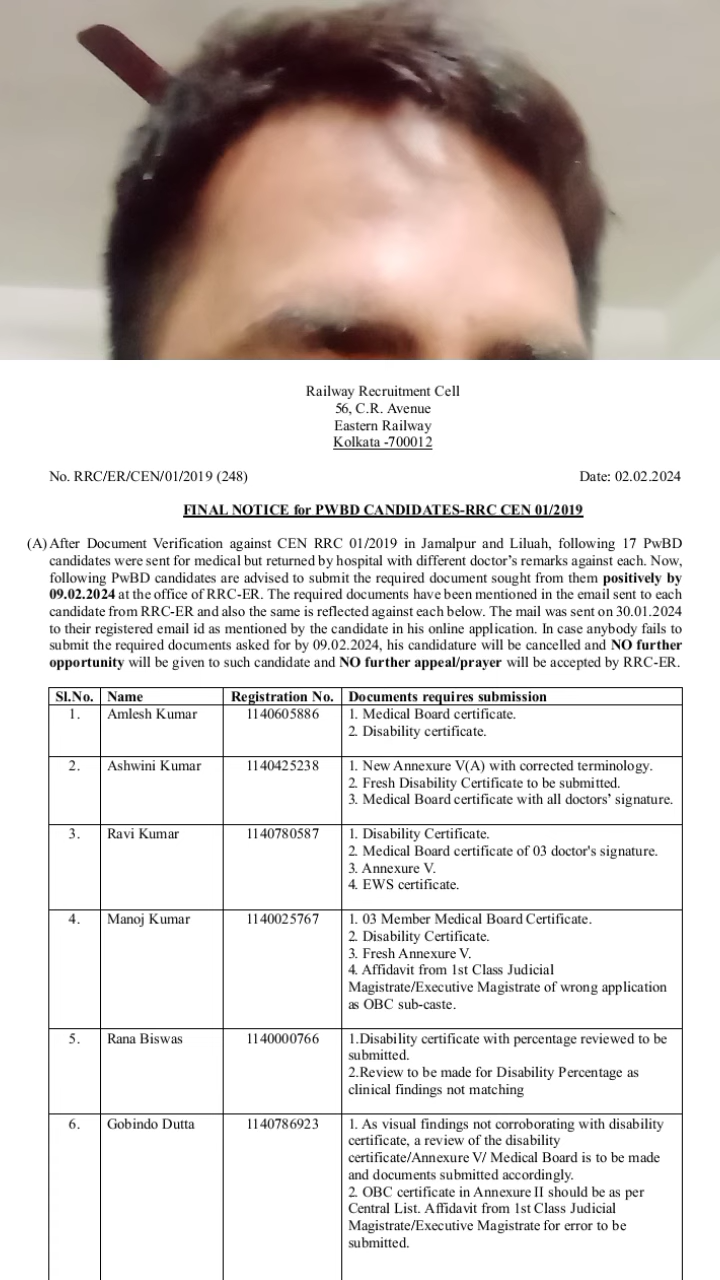 Railway Recruitment Cell
56, C.R. Avenue
Eastern Railway
Kolkata -700012
No. RRC/ER/CEN/01/2019 (248) Date: 02.02.2024
FINAL NOTICE for PWBD CANDIDATES-RRC CEN 01/2019
(A) After Document Verification against CEN RRC 01/2019 in Jamalpur and Liluah, following 17 PwBD
candidates were sent for medical but returned by hospital with different doctor's remarks against each. Now,
following PwBD candidates are advised to submit the required document sought from them positively by
09.02.2024 at the office of RRC-ER. The required documents have been mentioned in the email sent to each
candidate from RRC-ER and also the same is reflected against each below. The mail was sent on 30.01.2024
to their registered email id as mentioned by the candidate in his online application. In case anybody fails to
submit the required documents asked for by 09.02.2024, his candidature will be cancelled and NO further
opportunity will be given to such candidate and NO further appeal/prayer will be accepted by RRC-ER.
Sl.No. Name Registration No. Documents requires submission
1. Amlesh Kumar 1140605886 1. Medical Board certificate.
2. Disability certificate.
2. Ashwini Kumar 1140425238 1. New Annexure V(A) with corrected terminology.
2. Fresh Disability Certificate to be submitted.
3. Medical Board certificate with all doctors' signature.
3. Ravi Kumar 1140780587 1. Disability Certificate.
2. Medical Board certificate of 03 doctor's signature.
3. Annexure V.
4. EWS certificate.
4. Manoj Kumar 1140025767 1. 03 Member Medical Board Certificate.
2. Disability Certificate.
3. Fresh Annexure V.
4. Affidavit from 1st Class Judicial
Magistrate/Executive Magistrate of wrong application
as OBC sub-caste.
5. Rana Biswas 1140000766 1.Disability certificate with percentage reviewed to be
submitted.
2.Review to be made for Disability Percentage as
clinical findings not matching
6. Gobindo Dutta 1140786923 1. As visual findings not corroborating with disability
certificate, a review of the disability
certificate/Annexure V/ Medical Board is to be made
and documents submitted accordingly.
2. OBC certificate in Annexure II should be as per
Central List. Affidavit from 1st Class Judicial
Magistrate/Executive Magistrate for error to be
submitted.